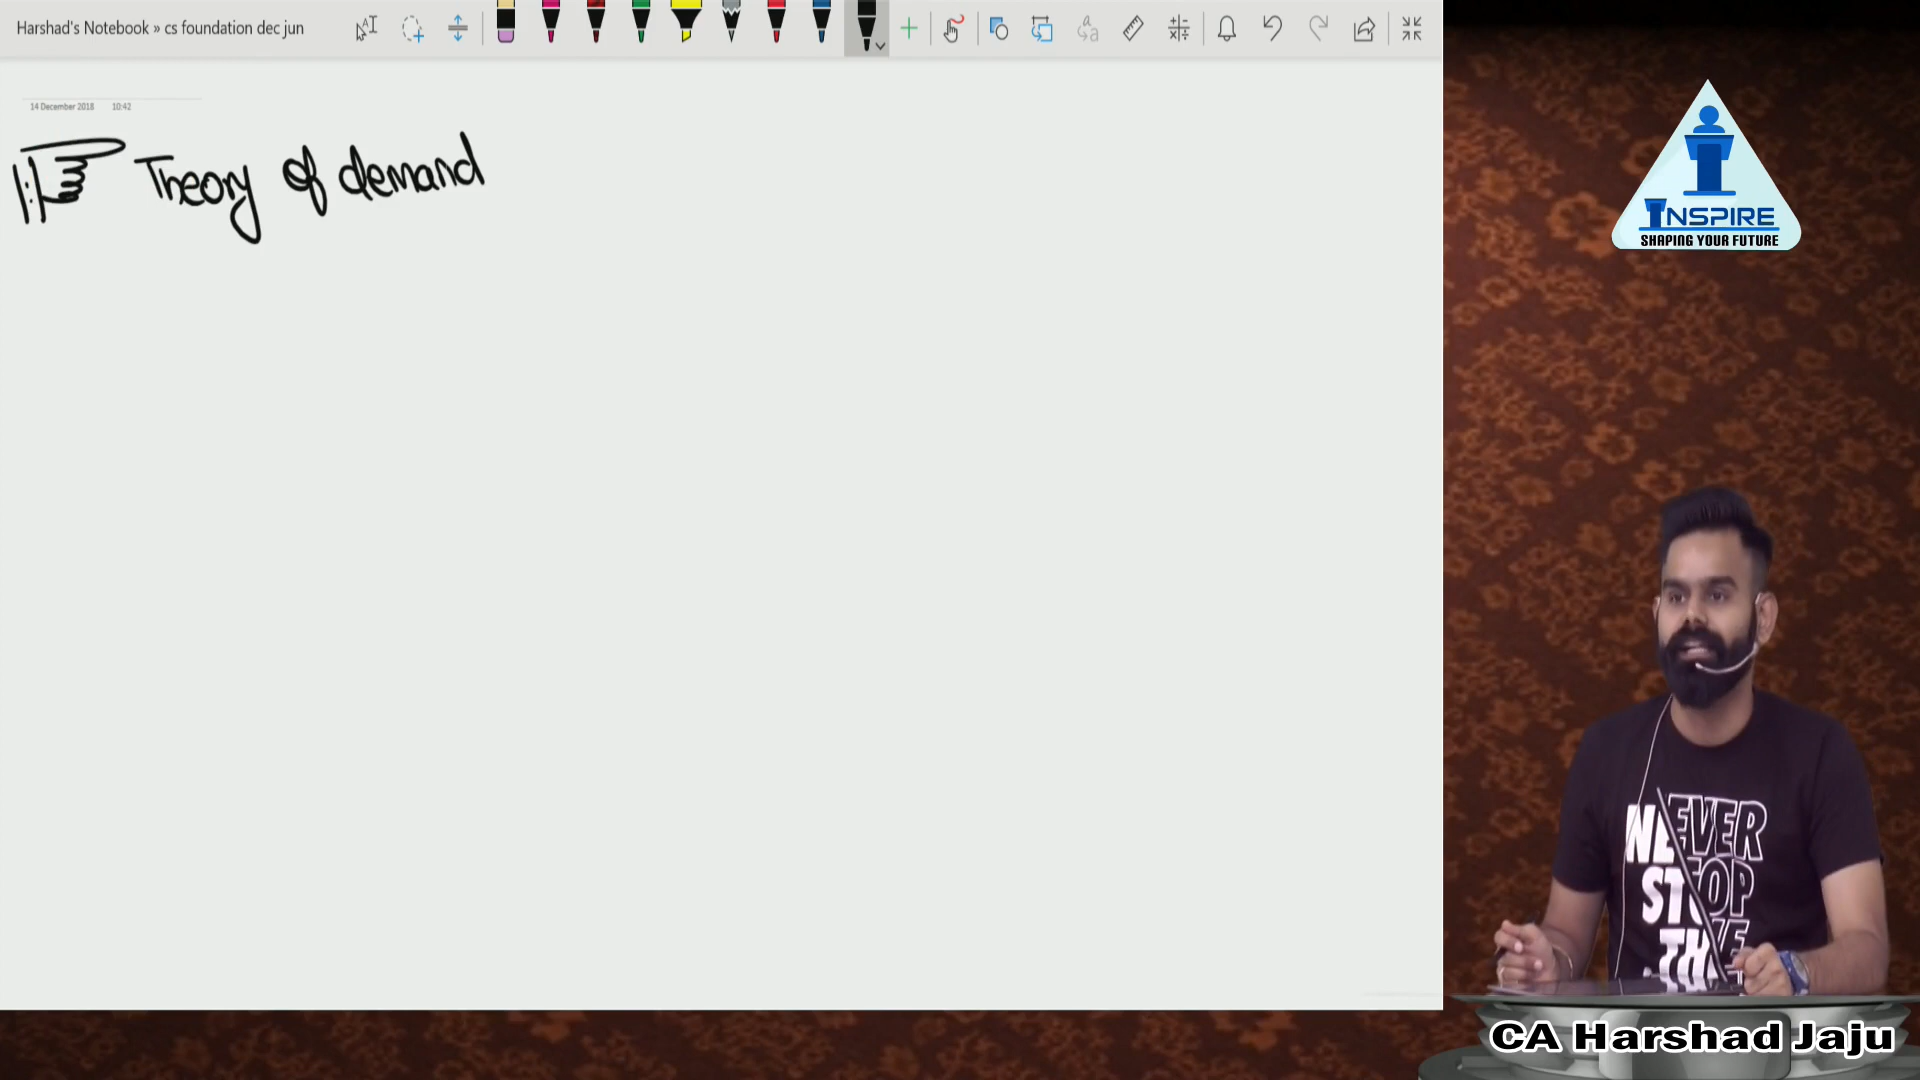 Harshad's Notebook » cs foundation dec jun
14 December 2018 10:42
Theory of demand
INSPIRE
SHAPING YOUR FUTURE
NEVER
STOP
THE
CA Harshad Jaju